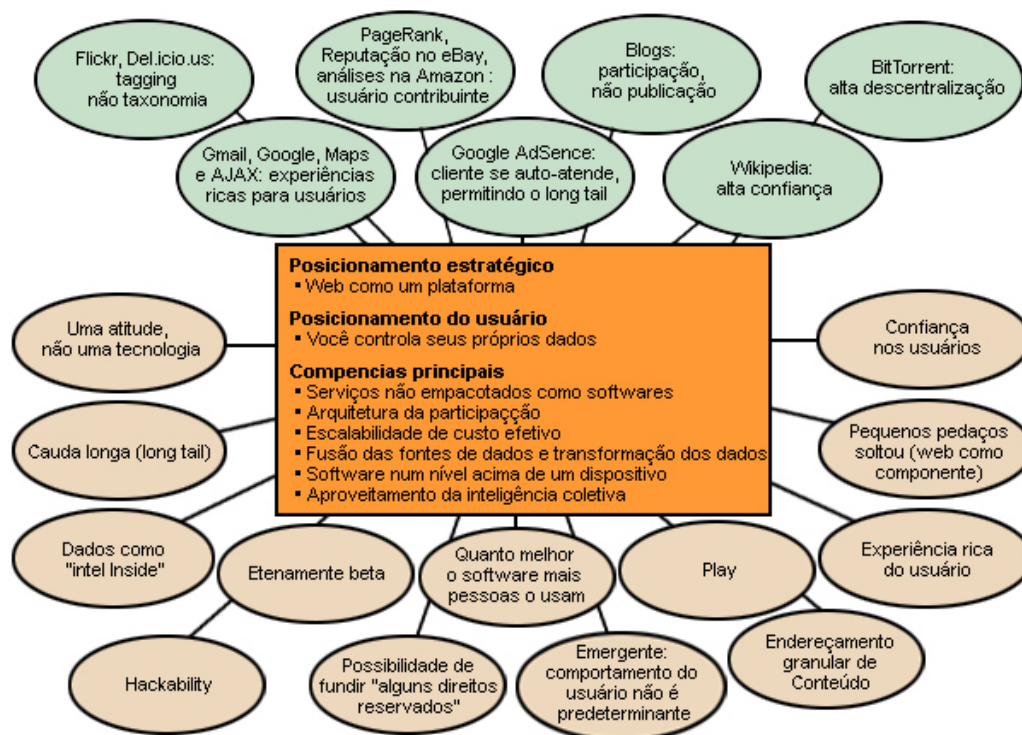 Flickr, Del.icio.us:
tagging
não taxonomia
PageRank,
Reputação no eBay,
análises na Amazon :
usuário contribuinte
Blogs:
participação,
não publicação
BitTorrent:
alta descentralização
Gmail, Google, Maps
e AJAX: experiências
ricas para usuários
Google AdSence:
cliente se auto-atende,
permitindo o long tail
Wikipedia:
alta confiança
Posicionamento estratégico
▪ Web como um plataforma
Posicionamento do usuário
▪ Você controla seus próprios dados
Compencias principais
▪ Serviços não empacotados como softwares
▪ Arquitetura da participaçção
▪ Escalabilidade de custo efetivo
▪ Fusão das fontes de dados e transformação dos dados
▪ Software num nível acima de um dispositivo
▪ Aproveitamento da inteligência coletiva
Uma atitude,
não uma tecnologia
Confiança
nos usuários
Cauda longa (long tail)
Pequenos pedaços
soltou (web como
componente)
Dados como
"intel Inside"
Etenamente beta
Quanto melhor
o software mais
pessoas o usam
Play
Experiência rica
do usuário
Hackability
Possibilidade de
fundir "alguns direitos
reservados"
Emergente:
comportamento do
usuário não é
predeterminante
Endereçamento
granular de
Conteúdo